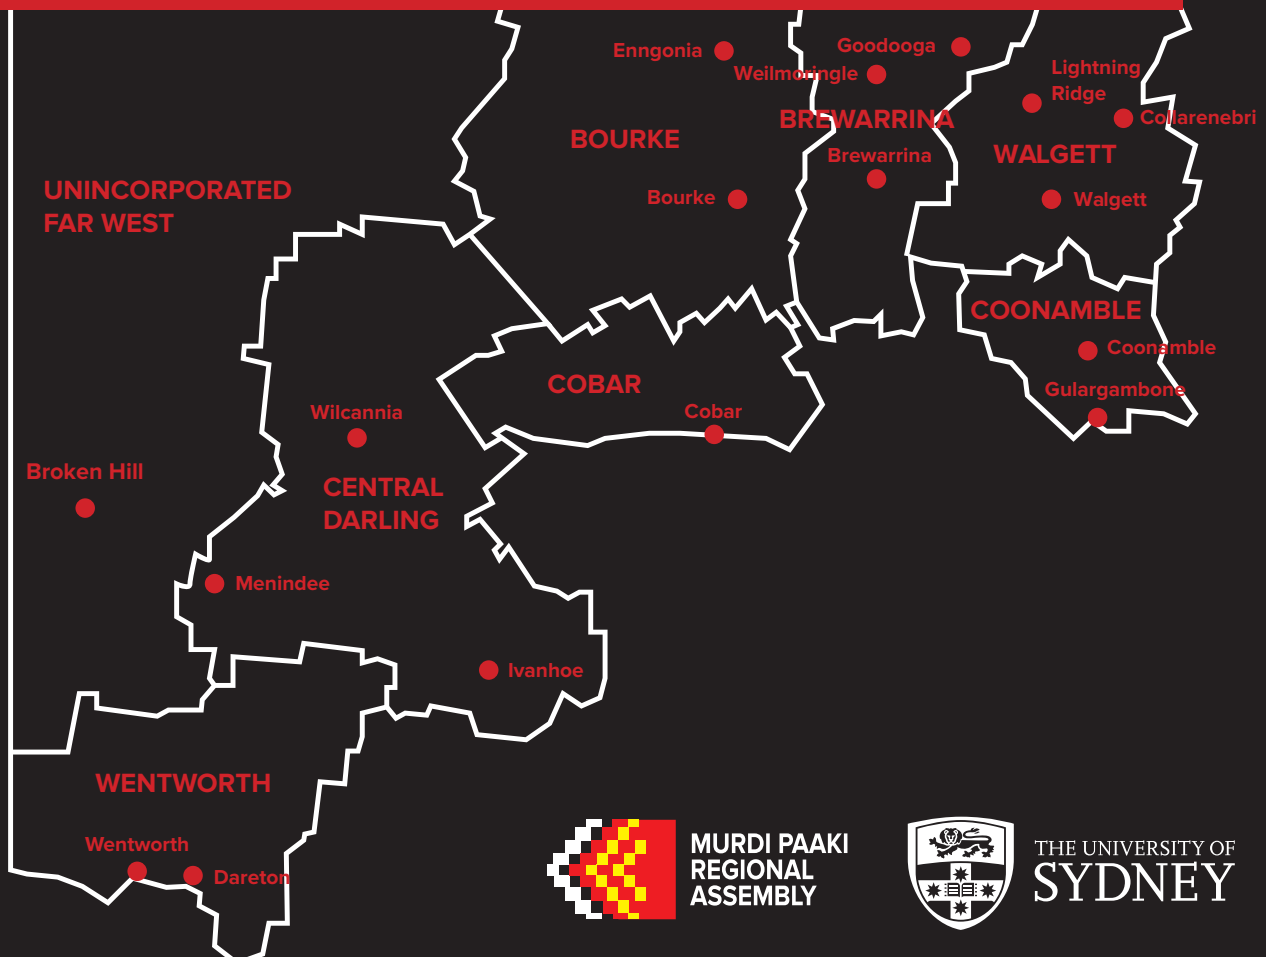 Enngonia
Goodooga
Weilmoringle
Lightning
Ridge
Collarenebri
BOURKE
BREWARRINA
WALGETT
Brewarrina
UNINCORPORATED
FAR WEST
Bourke
Walgett
COONAMBLE
Coonamble
COBAR
Gulargambone
Wilcannia
Cobar
Broken Hill
CENTRAL
DARLING
Menindee
Ivanhoe
WENTWORTH
Wentworth
Dareton
MURDI PAAKI
REGIONAL
ASSEMBLY
THE UNIVERSITY OF
SYDNEY